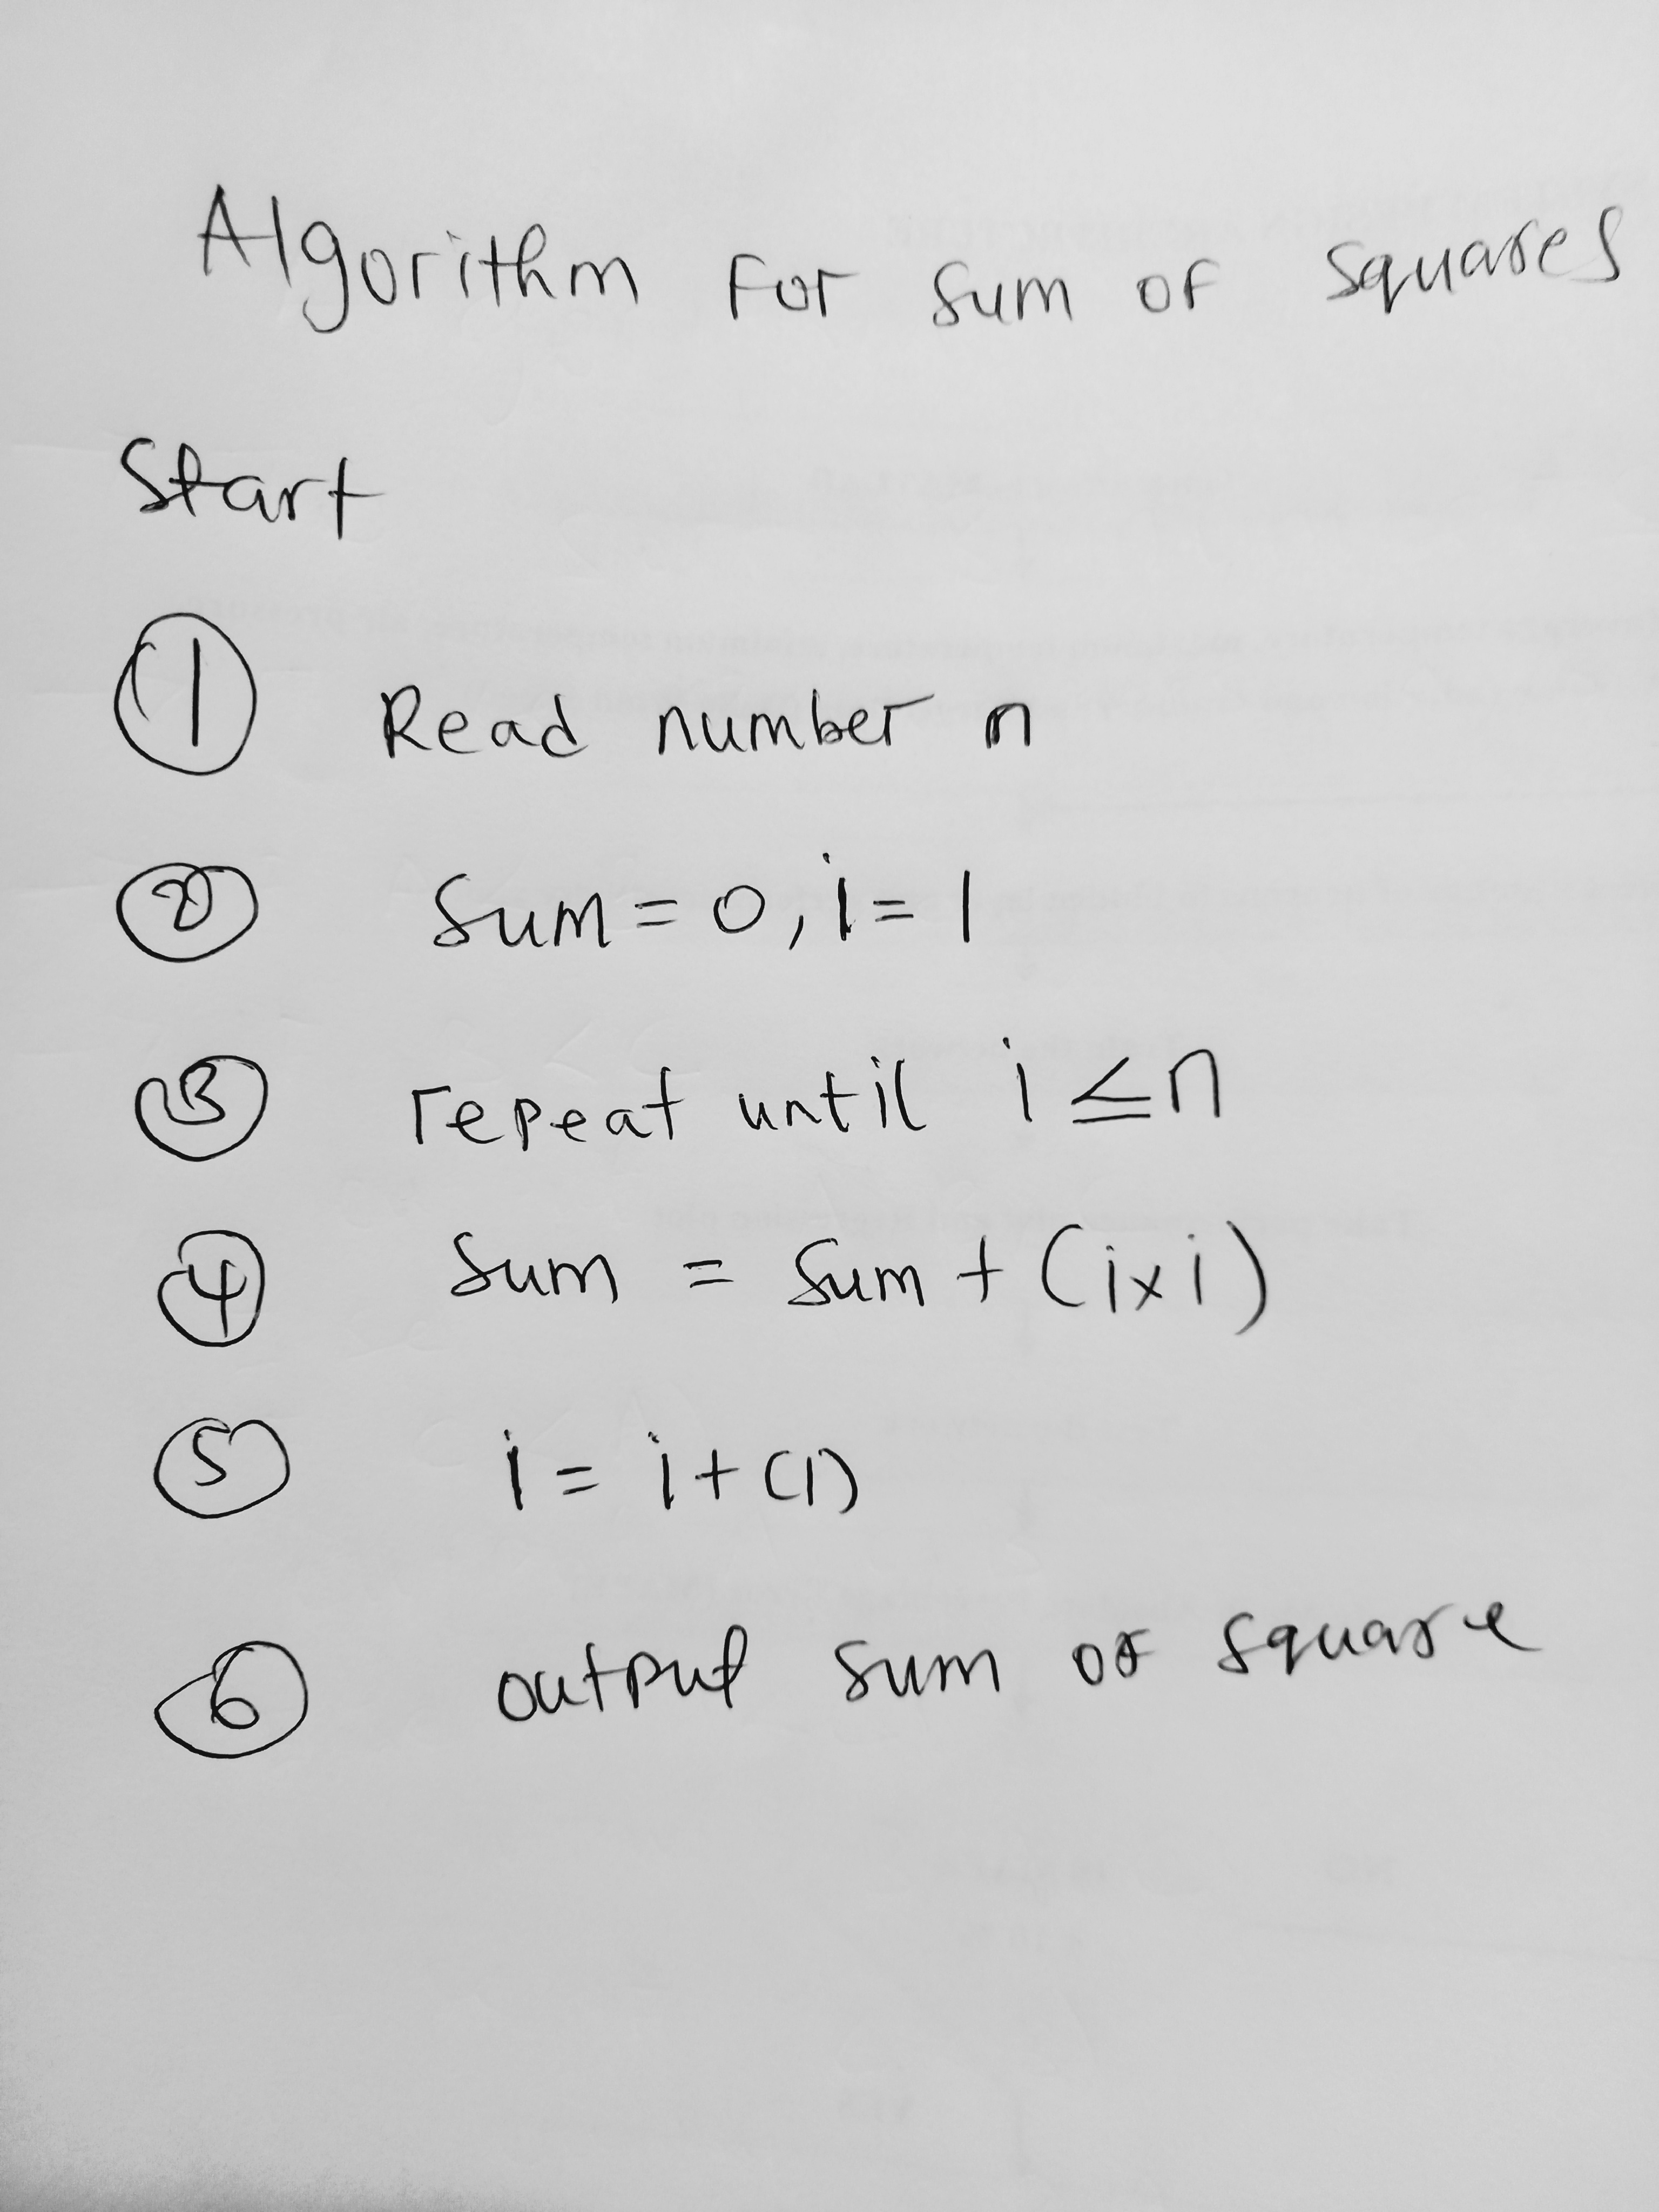 Algorithm For Sum of squares
Start
① Read number n
② Sum = 0, i = 1
③ repeat until i ≤ n
④ Sum = Sum + (i×i)
⑤ i = i + (1)
⑥ output sum of square